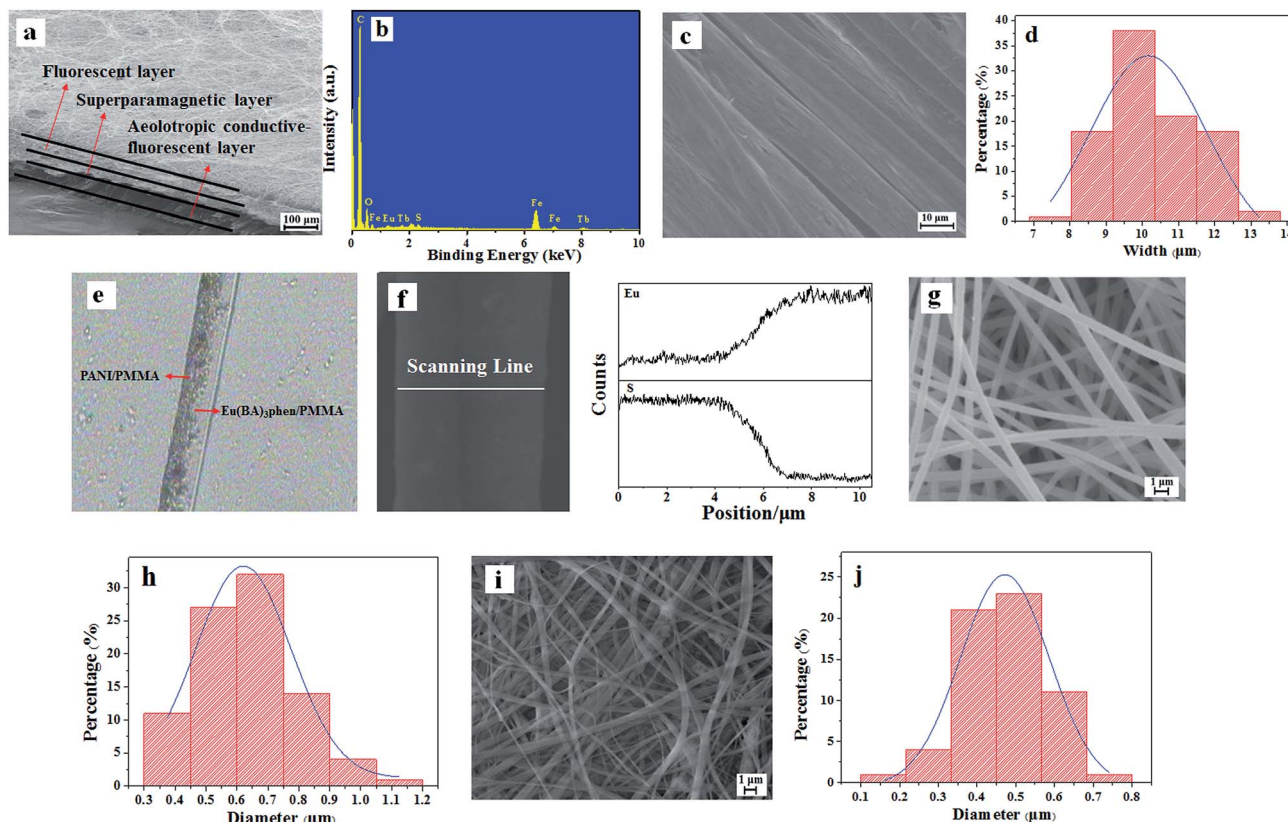 a
Fluorescent layer
Superparamagnetic layer
Aeolotropic conductive-
fluorescent layer
100 μm
b
Intensity (a.u.)
C
O
Fe Eu Tb S
Fe
Fe
Tb
0 2 4 6 8 10
Binding Energy (keV)
c
10 μm
d
Percentage (%)
40
35
30
25
20
15
10
5
0
7 8 9 10 11 12 13 14
Width (μm)
e
PANI/PMMA
Eu(BA)3phen/PMMA
f
Scanning Line
Counts
Eu
S
0 2 4 6 8 10
Position/μm
g
1 μm
h
Percentage (%)
30
25
20
15
10
5
0
0.3 0.4 0.5 0.6 0.7 0.8 0.9 1.0 1.1 1.2
Diameter (μm)
i
1 μm
j
Percentage (%)
25
20
15
10
5
0
0.1 0.2 0.3 0.4 0.5 0.6 0.7 0.8
Diameter (μm)